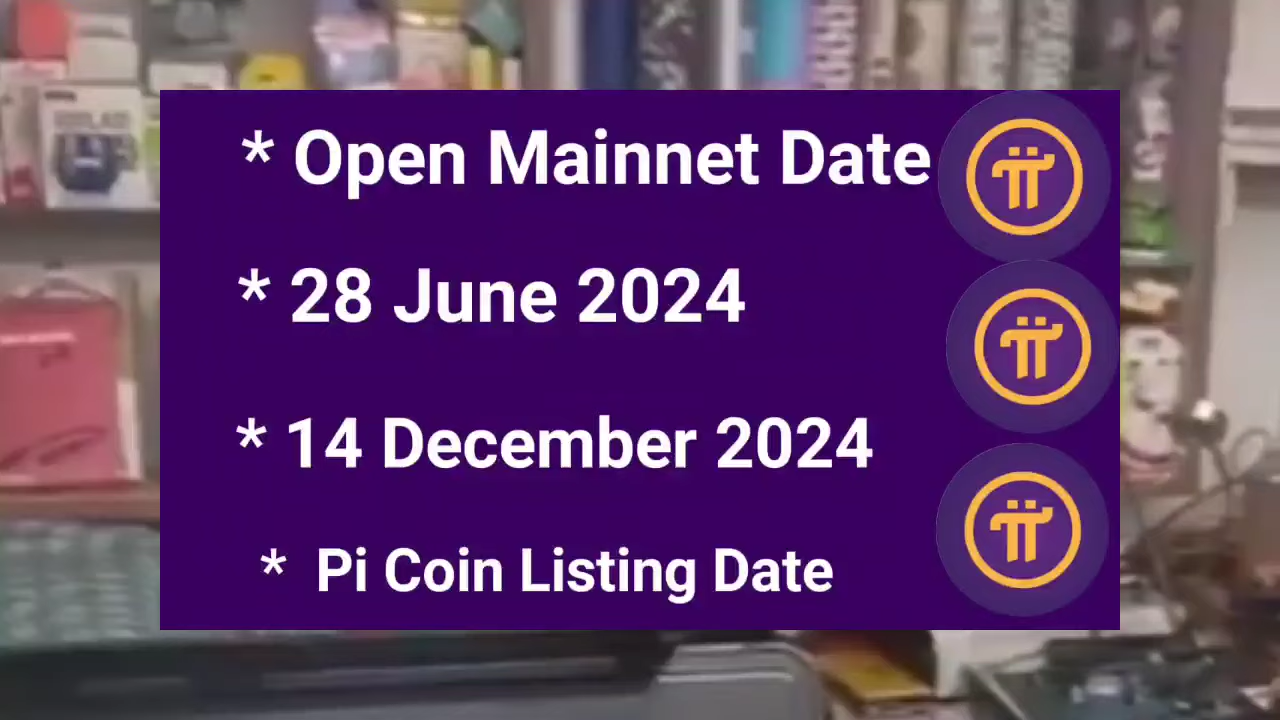 * Open Mainnet Date
* 28 June 2024
* 14 December 2024
* Pi Coin Listing Date